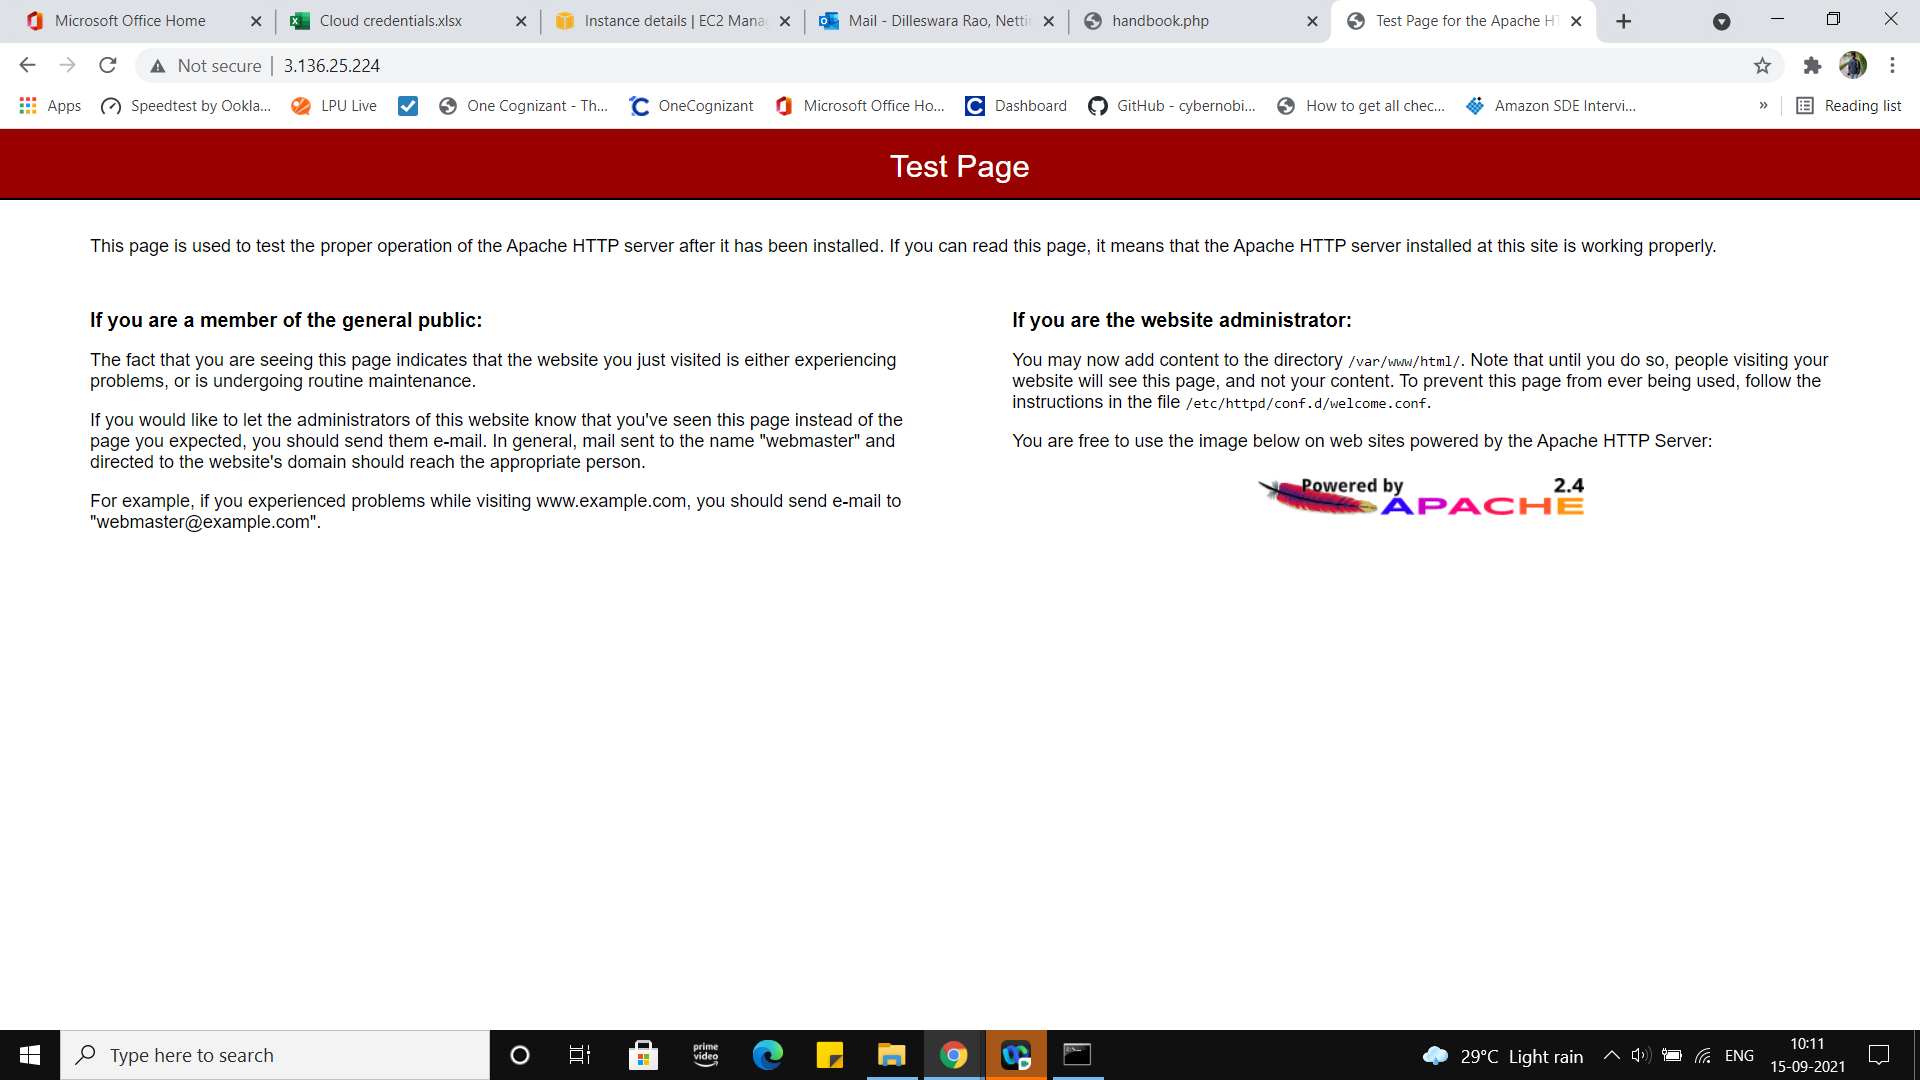 Microsoft Office Home
Cloud credentials.xlsx
Instance details | EC2 Mana
Mail - Dilleswara Rao, Netti
handbook.php
Test Page for the Apache HT
Not secure
3.136.25.224
Apps
Speedtest by Ookla...
LPU Live
One Cognizant - Th...
OneCognizant
Microsoft Office Ho...
Dashboard
GitHub - cybernobi...
How to get all chec...
Amazon SDE Intervi...
»
Reading list
Test Page
This page is used to test the proper operation of the Apache HTTP server after it has been installed. If you can read this page, it means that the Apache HTTP server installed at this site is working properly.
If you are a member of the general public:
The fact that you are seeing this page indicates that the website you just visited is either experiencing
problems, or is undergoing routine maintenance.
If you would like to let the administrators of this website know that you've seen this page instead of the
page you expected, you should send them e-mail. In general, mail sent to the name "webmaster" and
directed to the website's domain should reach the appropriate person.
For example, if you experienced problems while visiting www.example.com, you should send e-mail to
"webmaster@example.com".
If you are the website administrator:
You may now add content to the directory /var/www/html/. Note that until you do so, people visiting your
website will see this page, and not your content. To prevent this page from ever being used, follow the
instructions in the file /etc/httpd/conf.d/welcome.conf.
You are free to use the image below on web sites powered by the Apache HTTP Server:
Powered by 2.4
APACHE
Type here to search
prime
video
29°C Light rain
ENG
10:11
15-09-2021